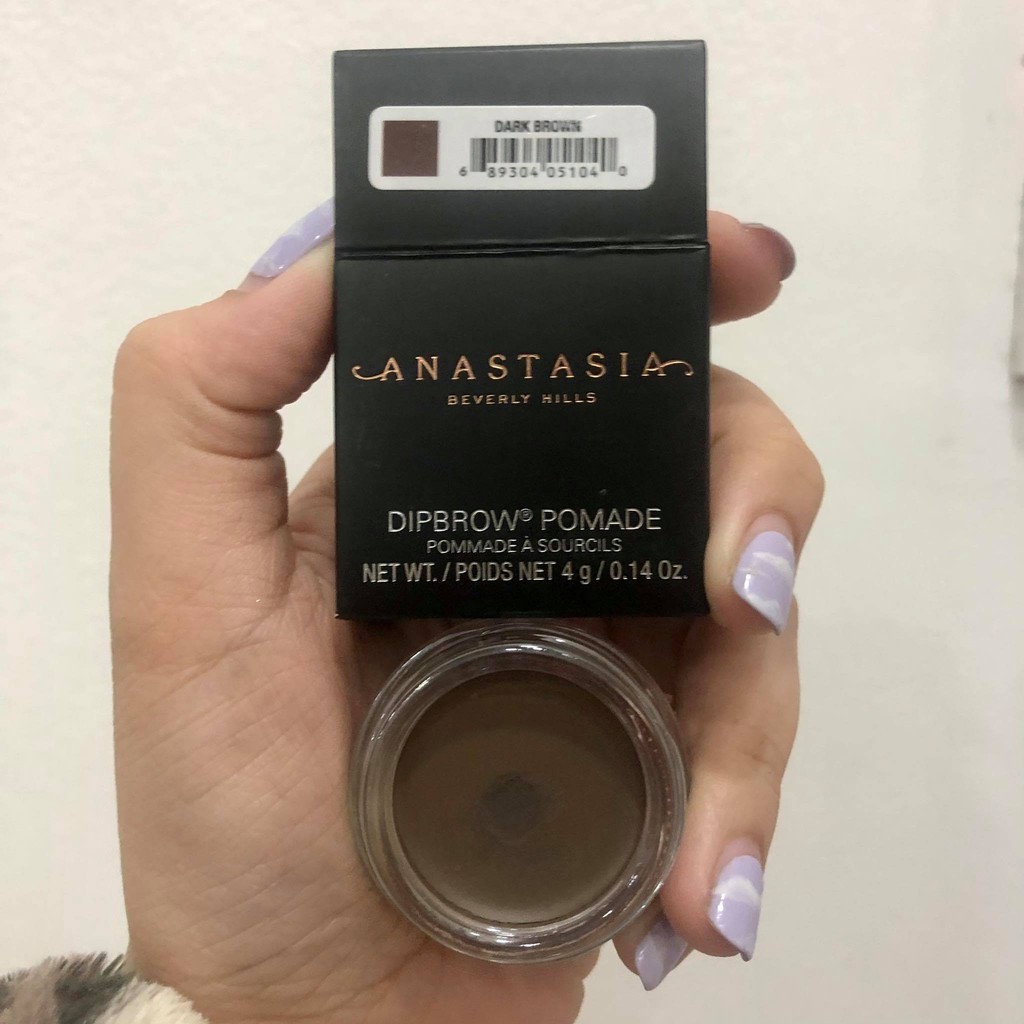 DARK BROWN
6 89304 05104 0
ANASTASIA
BEVERLY HILLS
DIPBROW® POMADE
POMMADE À SOURCILS
NET WT. / POIDS NET 4 g / 0.14 Oz.